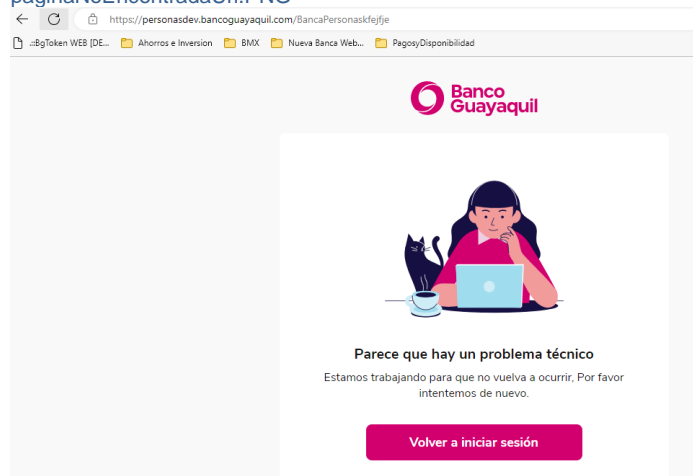 paginaNoEncontradaUrl.PNG
https://personasdev.bancoguayaquil.com/BancaPersonaskfejfje
.::BgToken WEB [DE...
Ahorros e Inversion
BMX
Nueva Banca Web...
PagosyDisponibilidad
Banco
Guayaquil
Parece que hay un problema técnico
Estamos trabajando para que no vuelva a ocurrir, Por favor
intentemos de nuevo.
Volver a iniciar sesión